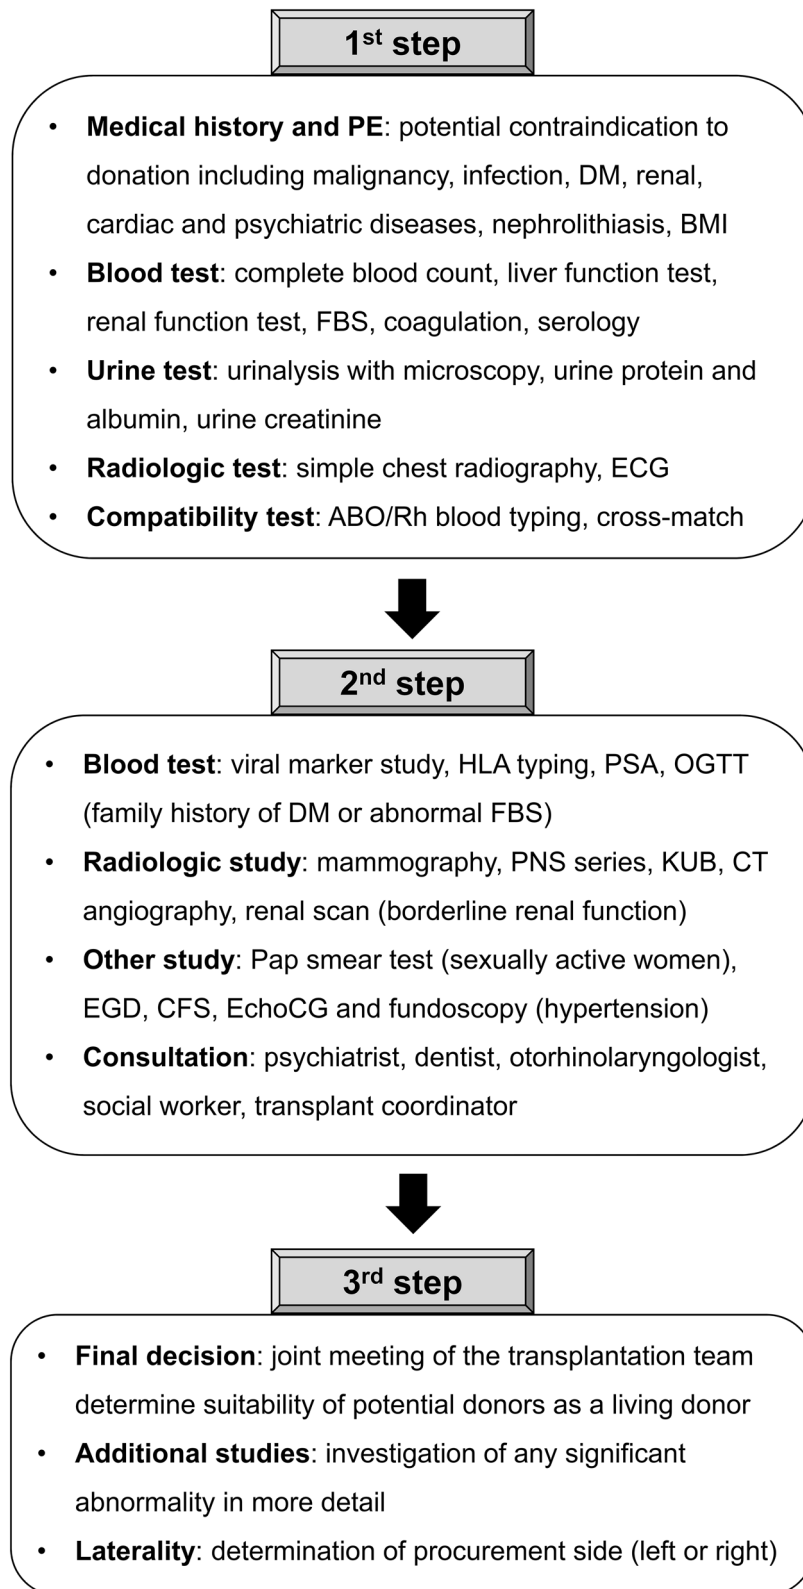 1st step
• Medical history and PE: potential contraindication to
donation including malignancy, infection, DM, renal,
cardiac and psychiatric diseases, nephrolithiasis, BMI
• Blood test: complete blood count, liver function test,
renal function test, FBS, coagulation, serology
• Urine test: urinalysis with microscopy, urine protein and
albumin, urine creatinine
• Radiologic test: simple chest radiography, ECG
• Compatibility test: ABO/Rh blood typing, cross-match
2nd step
• Blood test: viral marker study, HLA typing, PSA, OGTT
(family history of DM or abnormal FBS)
• Radiologic study: mammography, PNS series, KUB, CT
angiography, renal scan (borderline renal function)
• Other study: Pap smear test (sexually active women),
EGD, CFS, EchoCG and fundoscopy (hypertension)
• Consultation: psychiatrist, dentist, otorhinolaryngologist,
social worker, transplant coordinator
3rd step
• Final decision: joint meeting of the transplantation team
determine suitability of potential donors as a living donor
• Additional studies: investigation of any significant
abnormality in more detail
• Laterality: determination of procurement side (left or right)